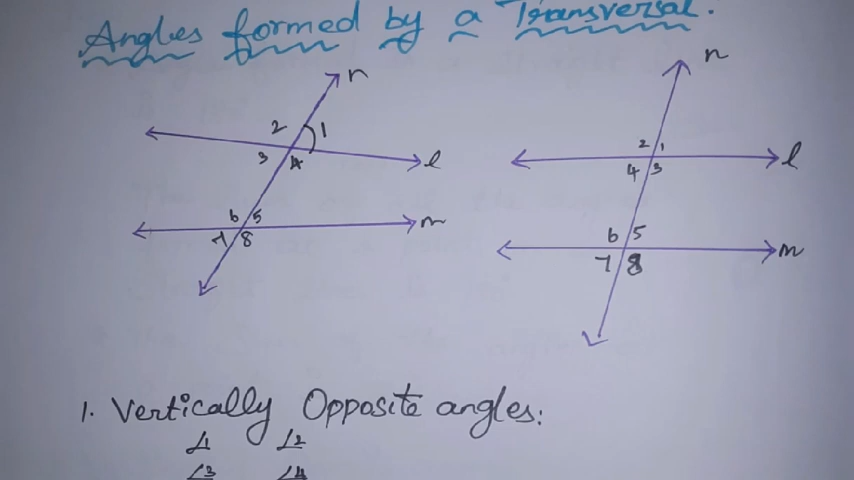 Angles formed by a Transversal.
n n
2 1 2 1
3 4 l 4 3 l
6 5 m 6 5 m
7 8 7 8
1. Vertically Opposite angles:
∠1 ∠2
∠3 ∠4